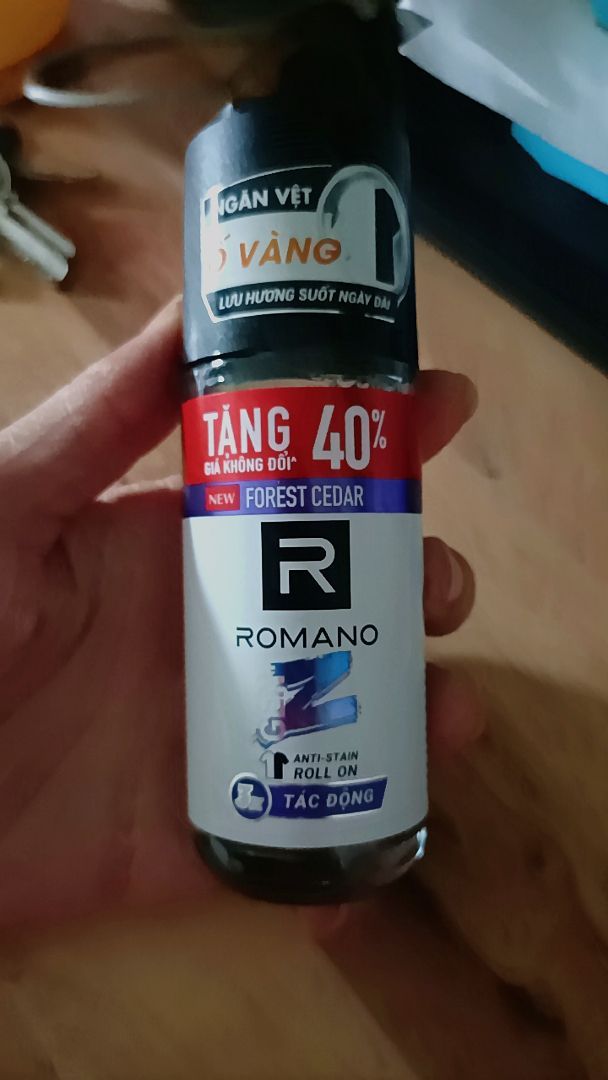 NGĂN VỆT
Ố VÀNG
LƯU HƯƠNG SUỐT NGÀY DÀI
TẶNG 40%
GIÁ KHÔNG ĐỔI^
NEW FOREST CEDAR
R
ROMANO
ANTI-STAIN
ROLL ON
3x TÁC ĐỘNG